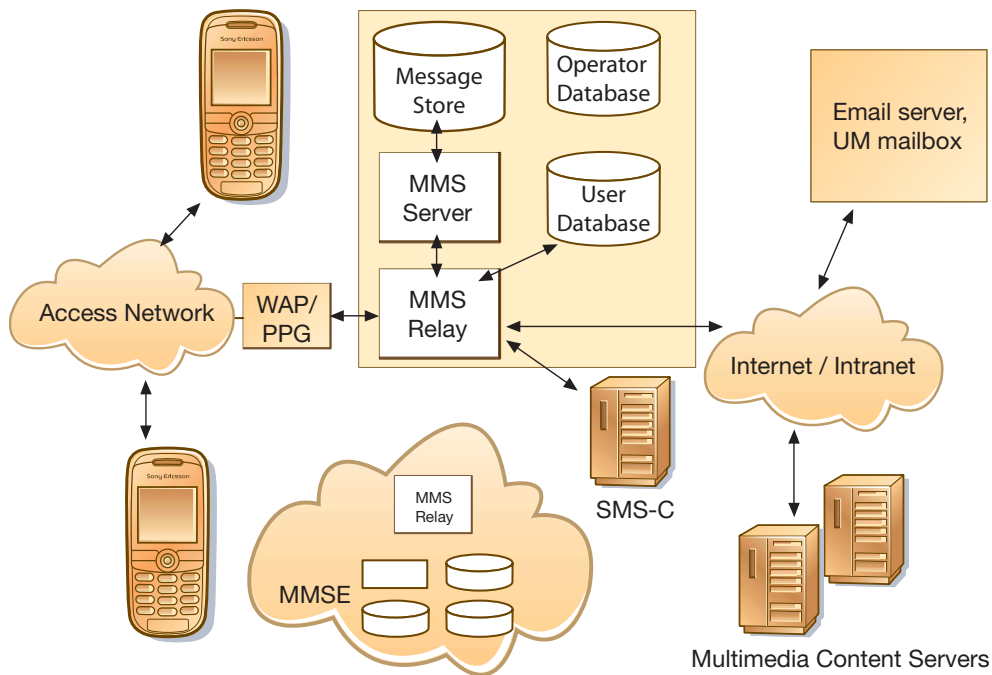 Sony Ericsson
Message
Store
Operator
Database
Email server,
UM mailbox
MMS
Server
User
Database
Access Network
WAP/
PPG
MMS
Relay
Internet / Intranet
Sony Ericsson
MMS
Relay
SMS-C
MMSE
Multimedia Content Servers